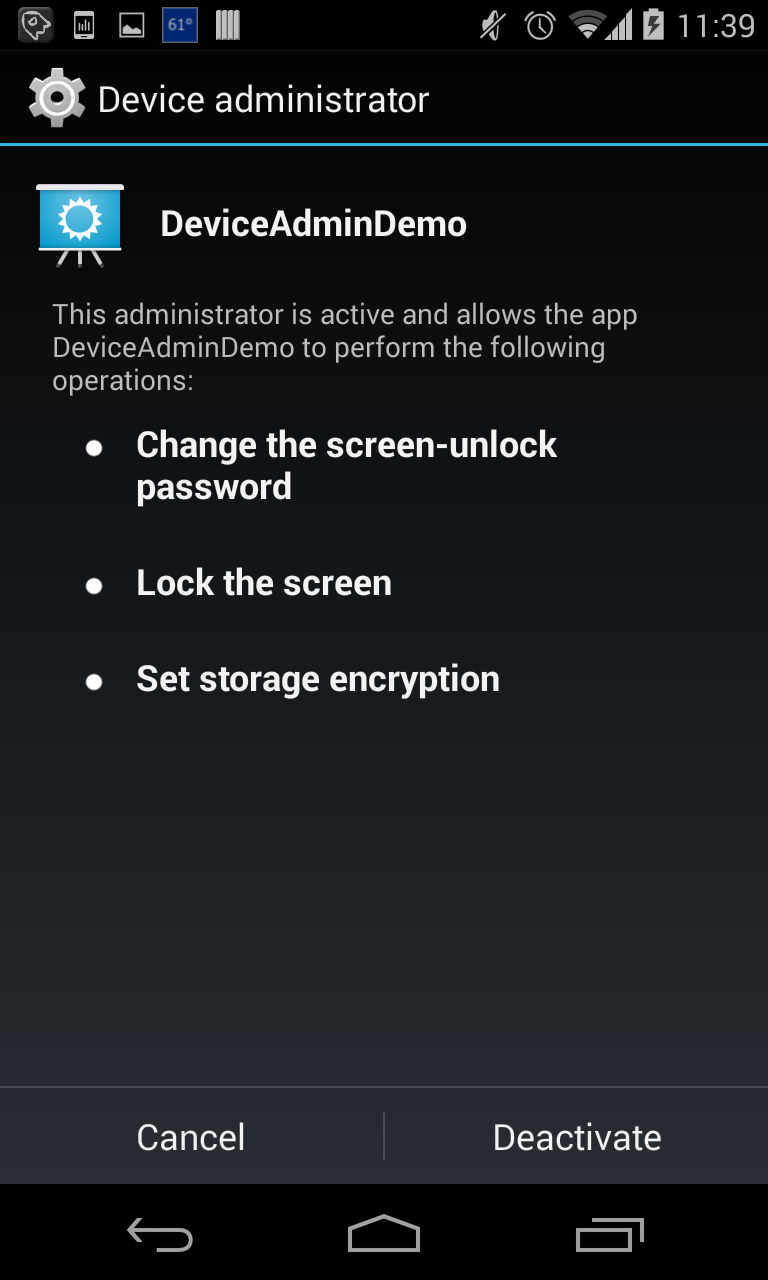 61°
11:39
Device administrator
DeviceAdminDemo
This administrator is active and allows the app
DeviceAdminDemo to perform the following
operations:
Change the screen-unlock
password
Lock the screen
Set storage encryption
Cancel
Deactivate